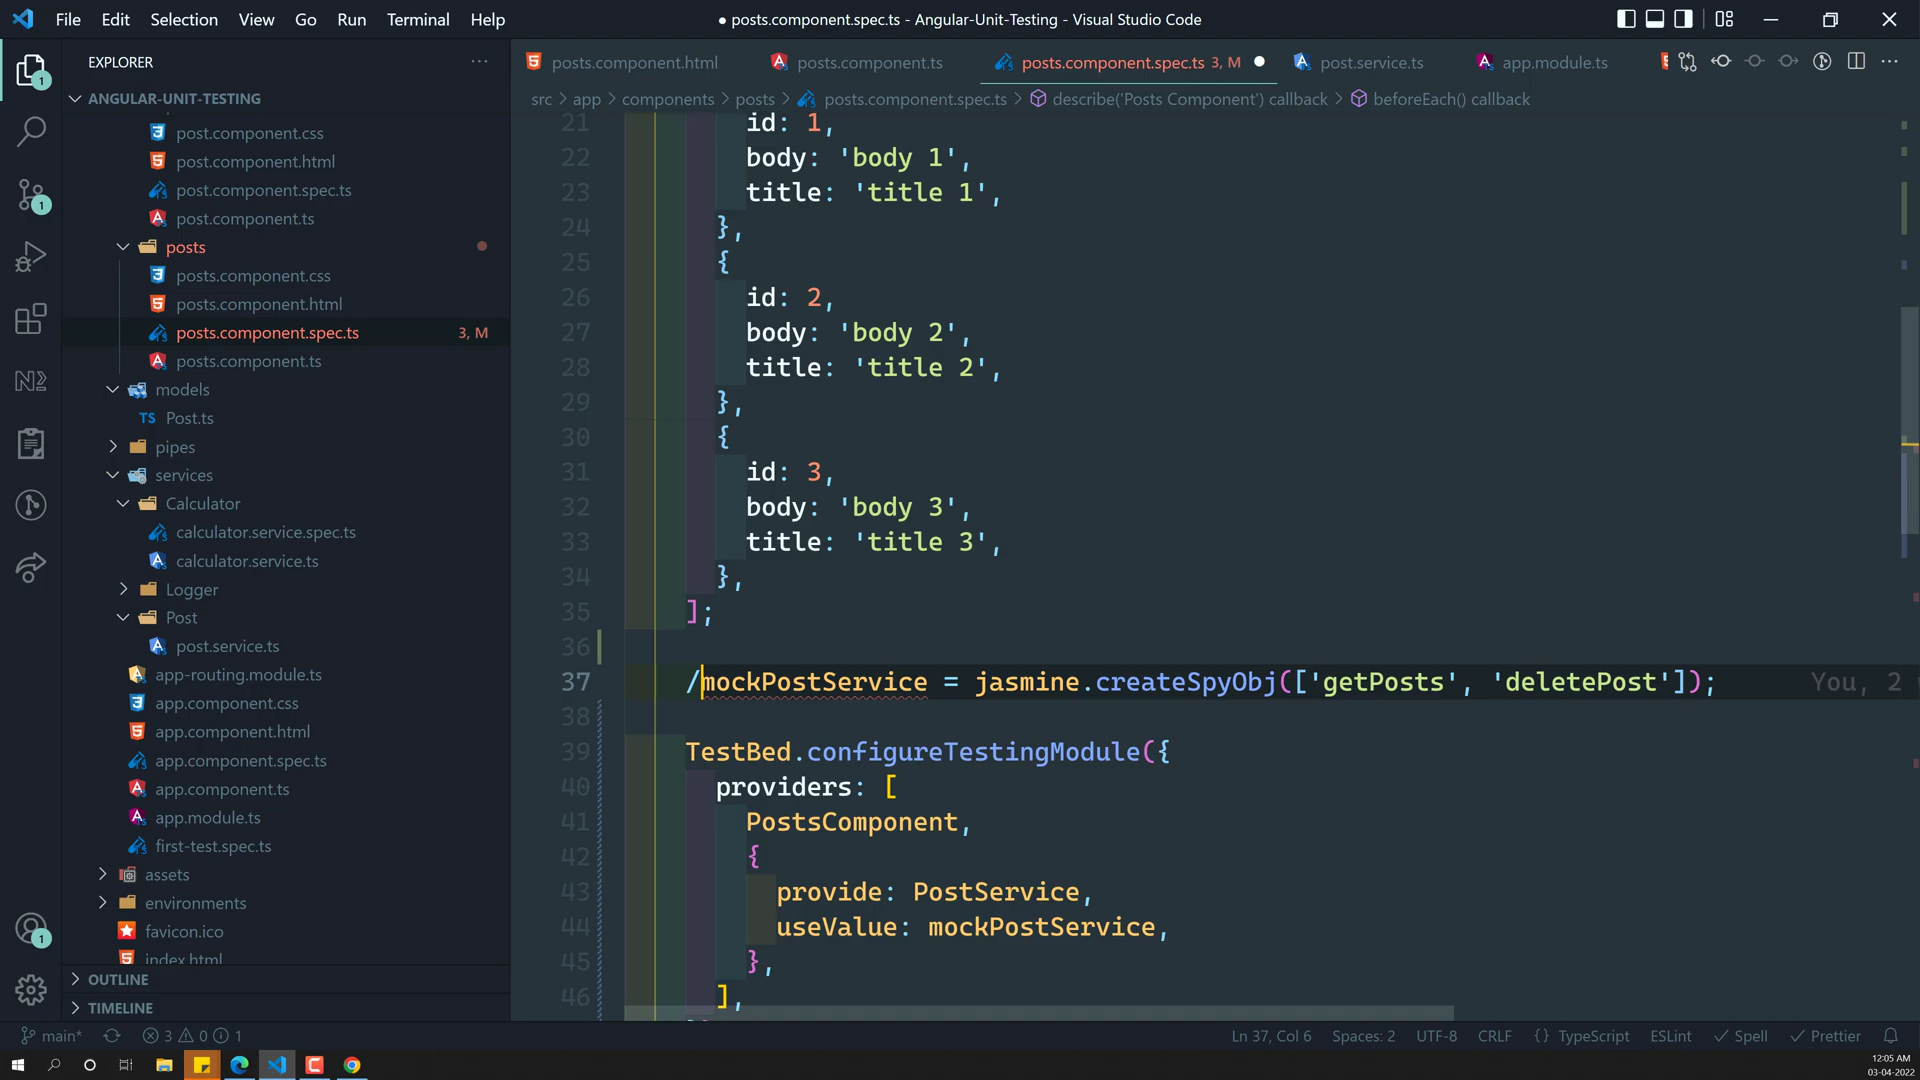 File Edit Selection View Go Run Terminal Help
● posts.component.spec.ts - Angular-Unit-Testing - Visual Studio Code
EXPLORER
ANGULAR-UNIT-TESTING
post.component.css
post.component.html
post.component.spec.ts
post.component.ts
posts
posts.component.css
posts.component.html
posts.component.spec.ts 3, M
posts.component.ts
models
TS Post.ts
pipes
services
Calculator
calculator.service.spec.ts
calculator.service.ts
Logger
Post
post.service.ts
app-routing.module.ts
app.component.css
app.component.html
app.component.spec.ts
app.component.ts
app.module.ts
first-test.spec.ts
assets
environments
favicon.ico
index.html
OUTLINE
TIMELINE
posts.component.html posts.component.ts posts.component.spec.ts 3, M post.service.ts app.module.ts
src > app > components > posts > posts.component.spec.ts > describe('Posts Component') callback > beforeEach() callback
21 id: 1,
22 body: 'body 1',
23 title: 'title 1',
24 },
25 {
26 id: 2,
27 body: 'body 2',
28 title: 'title 2',
29 },
30 {
31 id: 3,
32 body: 'body 3',
33 title: 'title 3',
34 },
35 ];
36
37 /mockPostService = jasmine.createSpyObj(['getPosts', 'deletePost']); You, 2
38
39 TestBed.configureTestingModule({
40 providers: [
41 PostsComponent,
42 {
43 provide: PostService,
44 useValue: mockPostService,
45 },
46 ],
main* 3 0 1
Ln 37, Col 6 Spaces: 2 UTF-8 CRLF {} TypeScript ESLint Spell Prettier
12:05 AM
03-04-2022